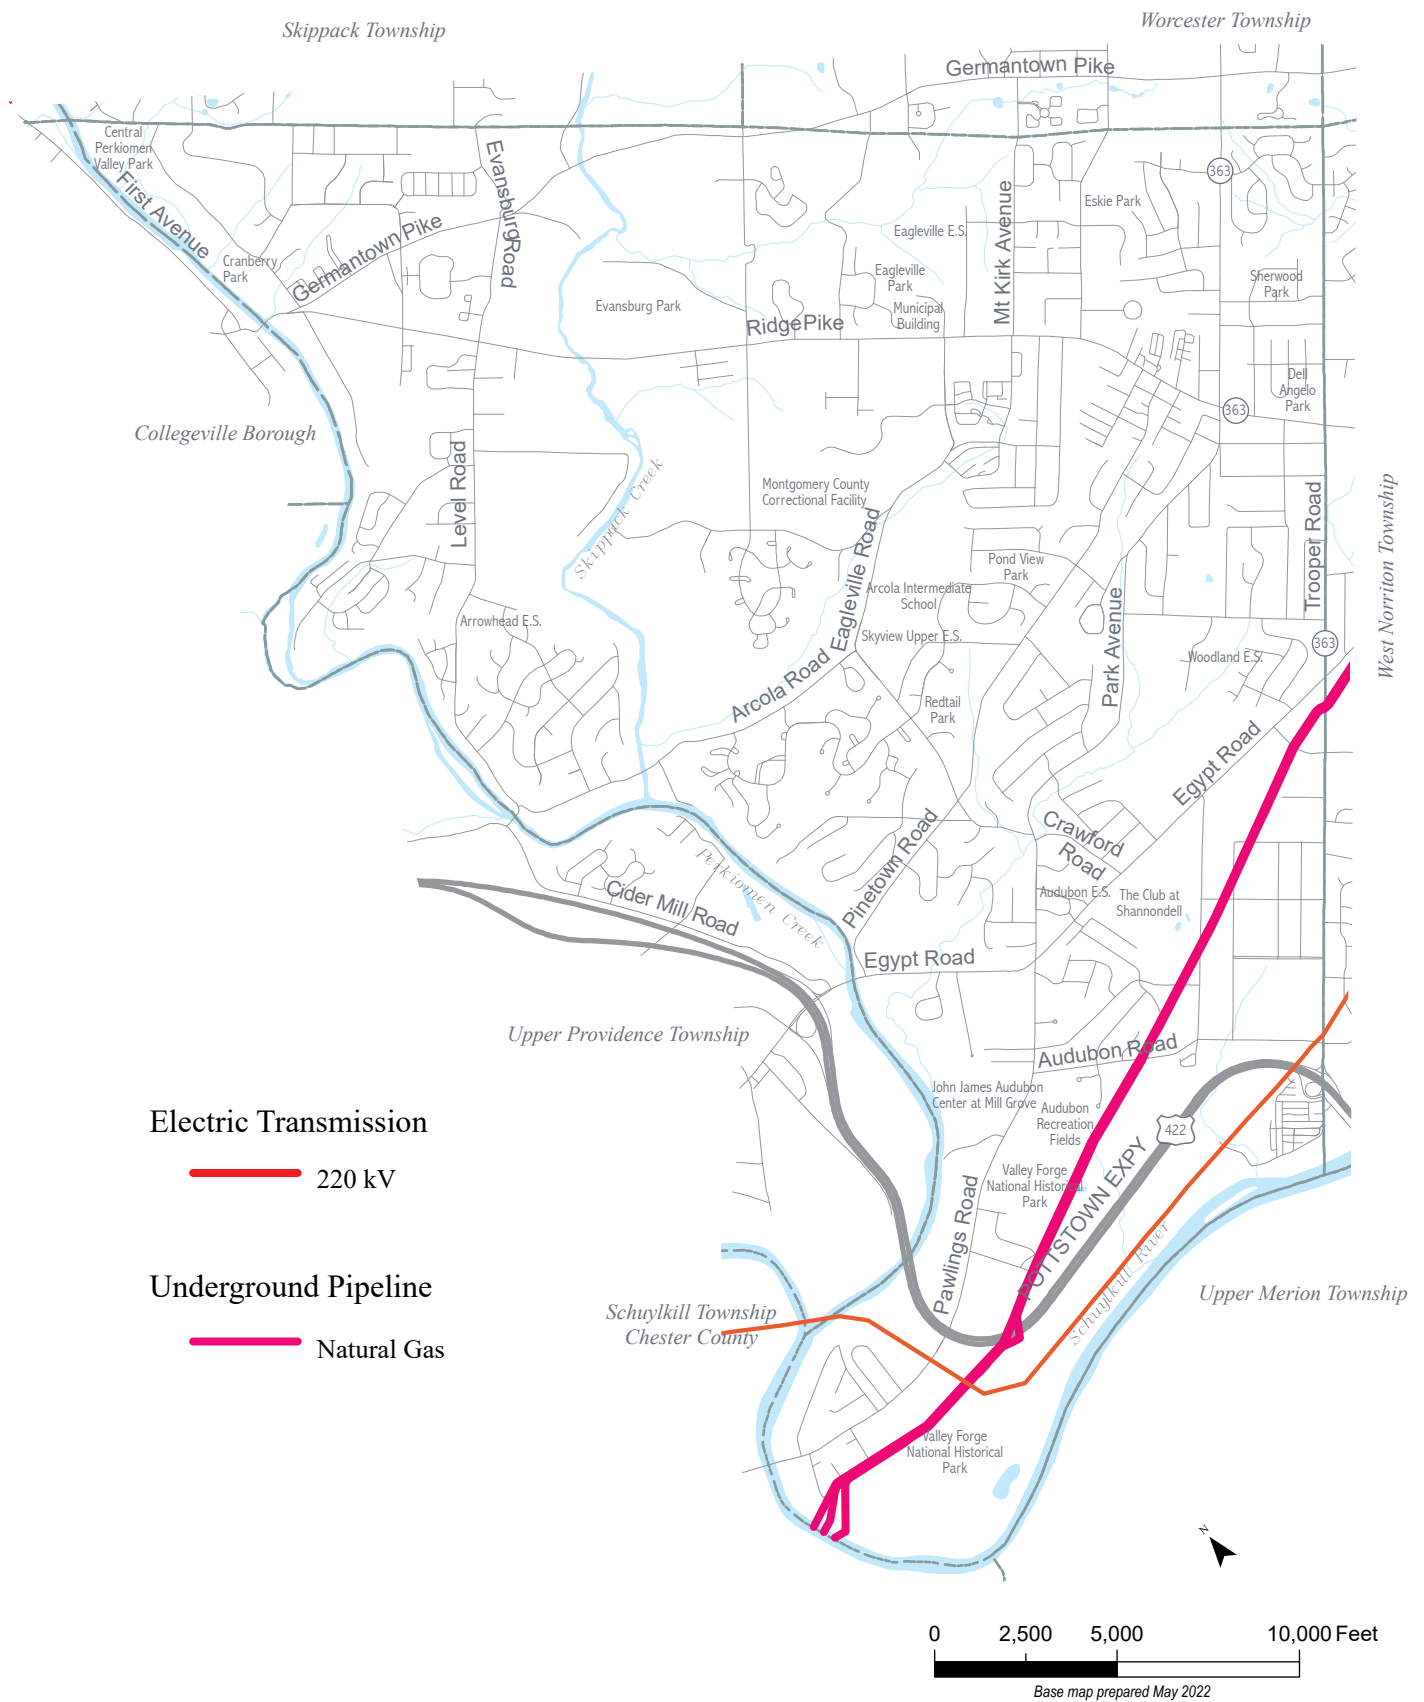 Skippack Township
Worcester Township
Germantown Pike
Central
Perkiomen
Valley Park
First Avenue
Evansburg Road
363
Mt Kirk Avenue
Eskie Park
Germantown Pike
Eagleville E.S.
Cranberry
Park
Eagleville
Park
Sherwood
Park
Evansburg Park
Municipal
Building
Ridge Pike
Dell
Angelo
Park
363
Collegeville Borough
Level Road
Skippack Creek
Montgomery County
Correctional Facility
Eagleville Road
Trooper Road
West Norriton Township
Pond View
Park
Arcola Intermediate
School
Park Avenue
Arrowhead E.S.
Skyview Upper E.S.
363
Woodland E.S.
Arcola Road
Redtail
Park
Egypt Road
Crawford
Road
Pinetown Road
Perkiomen Creek
Cider Mill Road
Audubon E.S.
The Club at
Shannondell
Egypt Road
Upper Providence Township
Audubon Road
John James Audubon
Center at Mill Grove
Audubon
Recreation
Fields
422
Electric Transmission
220 kV
Valley Forge
National Historical
Park
POTTSTOWN EXPY
Pawlings Road
Schuylkill River
Underground Pipeline
Natural Gas
Upper Merion Township
Schuylkill Township
Chester County
Valley Forge
National Historical
Park
N
0 2,500 5,000 10,000 Feet
Base map prepared May 2022